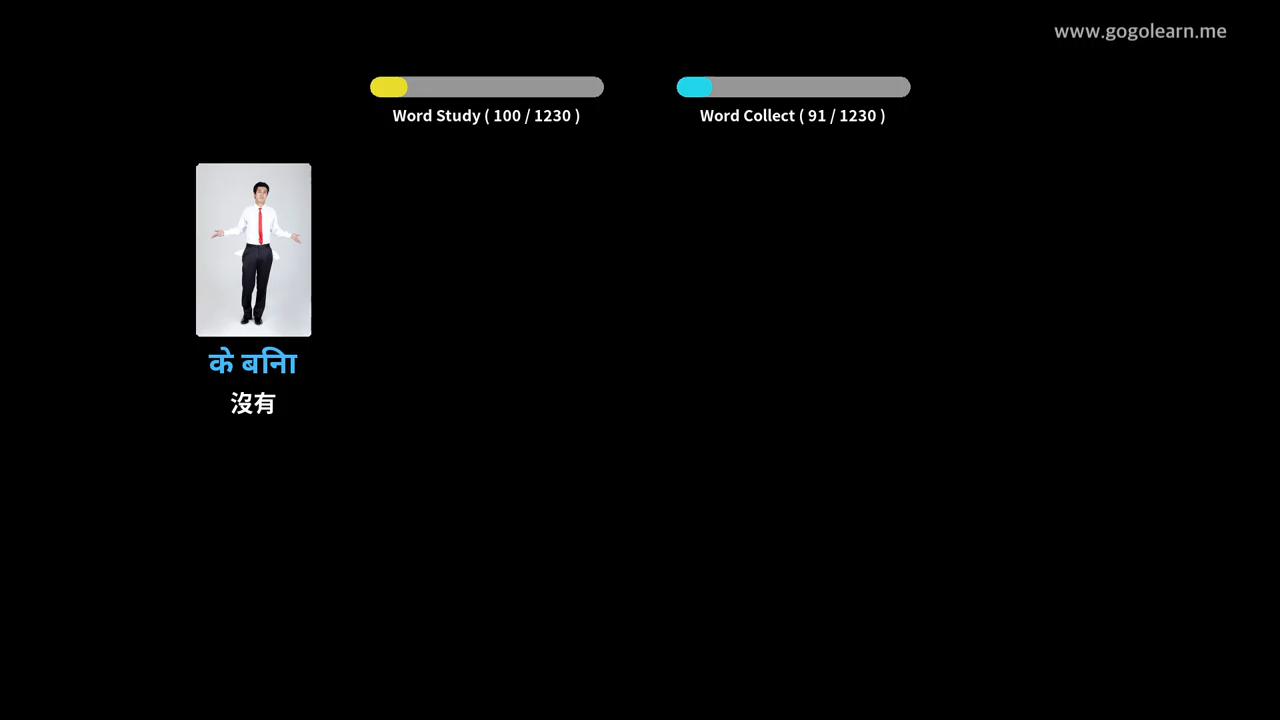 www.gogolearn.me
Word Study ( 100 / 1230 )
Word Collect ( 91 / 1230 )
के बिना
沒有